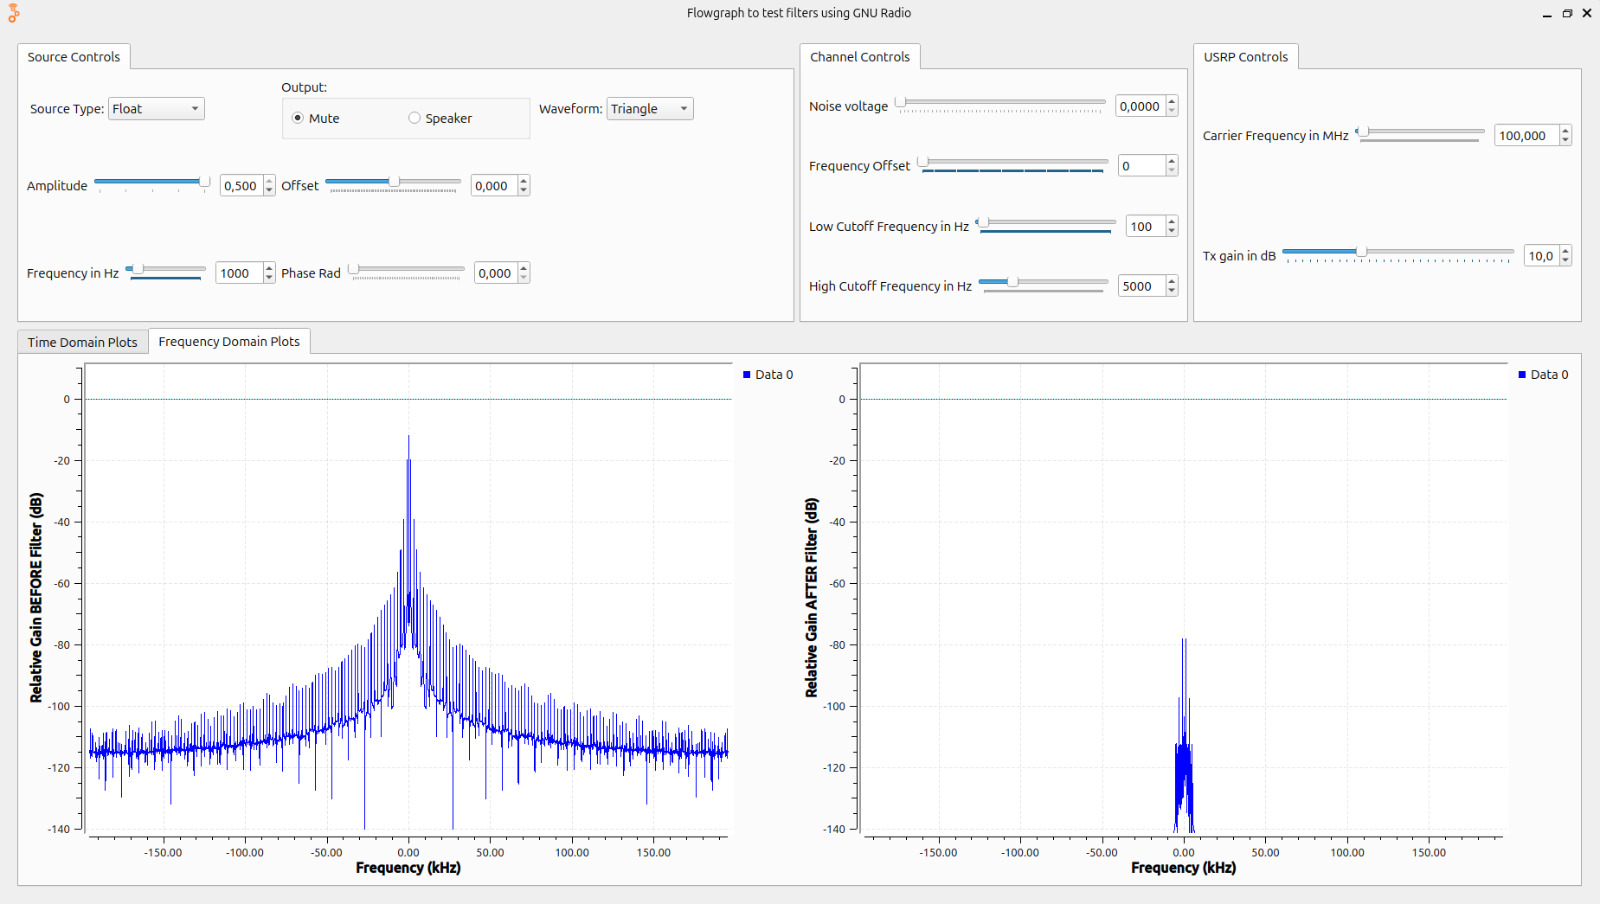 Flowgraph to test filters using GNU Radio
Source Controls
Source Type: Float
Output:
Mute Speaker
Waveform: Triangle
Amplitude 0,500 Offset 0,000
Frequency in Hz 1000 Phase Rad 0,000
Channel Controls
Noise voltage 0,0000
Frequency Offset 0
Low Cutoff Frequency in Hz 100
High Cutoff Frequency in Hz 5000
USRP Controls
Carrier Frequency in MHz 100,000
Tx gain in dB 10,0
Time Domain Plots Frequency Domain Plots
Relative Gain BEFORE Filter (dB)
0
-20
-40
-60
-80
-100
-120
-140
-150.00 -100.00 -50.00 0.00 50.00 100.00 150.00
Frequency (kHz)
Data 0
Relative Gain AFTER Filter (dB)
0
-20
-40
-60
-80
-100
-120
-140
-150.00 -100.00 -50.00 0.00 50.00 100.00 150.00
Frequency (kHz)
Data 0